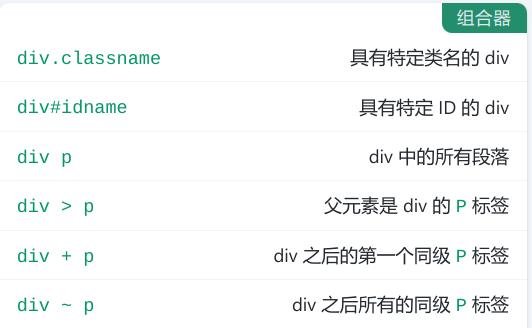 组合器
div.classname 具有特定类名的 div
div#idname 具有特定 ID 的 div
div p div 中的所有段落
div > p 父元素是 div 的 P 标签
div + p div 之后的第一个同级 P 标签
div ~ p div 之后所有的同级 P 标签